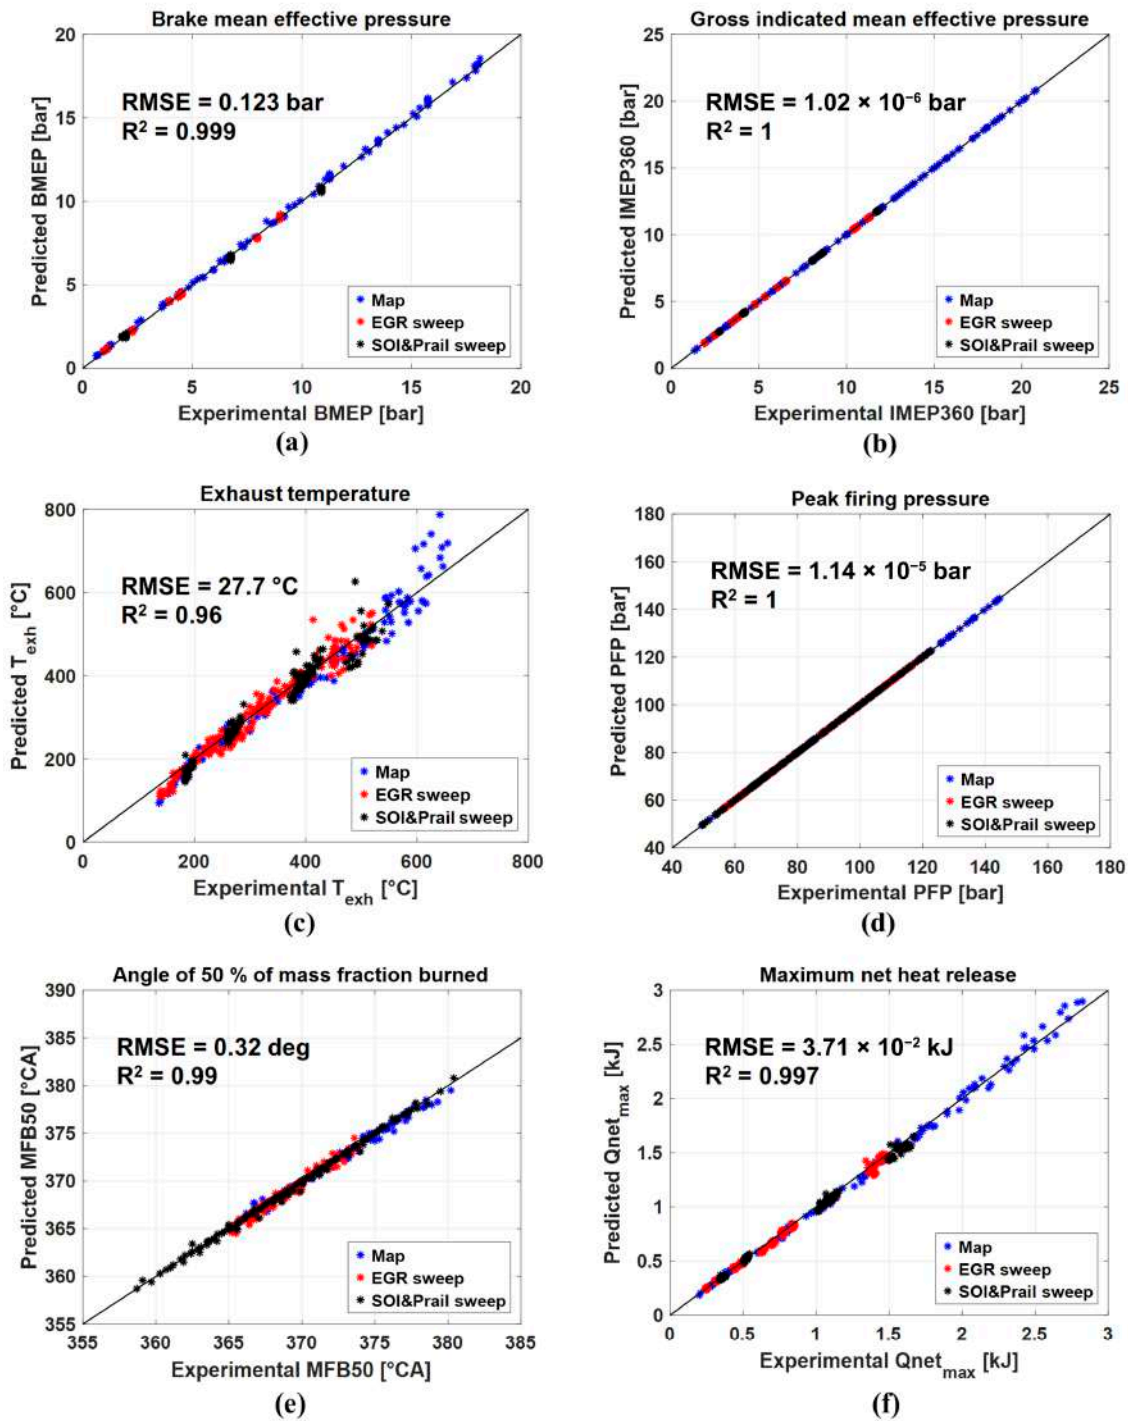 Brake mean effective pressure
20
15
10
5
0
Predicted BMEP [bar]
RMSE = 0.123 bar
R² = 0.999
Map
EGR sweep
SOI&Prail sweep
0 5 10 15 20
Experimental BMEP [bar]
(a)
Gross indicated mean effective pressure
25
20
15
10
5
0
Predicted IMEP360 [bar]
RMSE = 1.02 × 10⁻⁶ bar
R² = 1
Map
EGR sweep
SOI&Prail sweep
0 5 10 15 20 25
Experimental IMEP360 [bar]
(b)
Exhaust temperature
800
600
400
200
0
Predicted T_exh [°C]
RMSE = 27.7 °C
R² = 0.96
Map
EGR sweep
SOI&Prail sweep
0 200 400 600 800
Experimental T_exh [°C]
(c)
Peak firing pressure
180
160
140
120
100
80
60
40
Predicted PFP [bar]
RMSE = 1.14 × 10⁻⁵ bar
R² = 1
Map
EGR sweep
SOI&Prail sweep
40 60 80 100 120 140 160 180
Experimental PFP [bar]
(d)
Angle of 50 % of mass fraction burned
390
385
380
375
370
365
360
355
Predicted MFB50 [°CA]
RMSE = 0.32 deg
R² = 0.99
Map
EGR sweep
SOI&Prail sweep
355 360 365 370 375 380 385
Experimental MFB50 [°CA]
(e)
Maximum net heat release
3
2.5
2
1.5
1
0.5
0
Predicted Qnet_max [kJ]
RMSE = 3.71 × 10⁻² kJ
R² = 0.997
Map
EGR sweep
SOI&Prail sweep
0 0.5 1 1.5 2 2.5 3
Experimental Qnet_max [kJ]
(f)